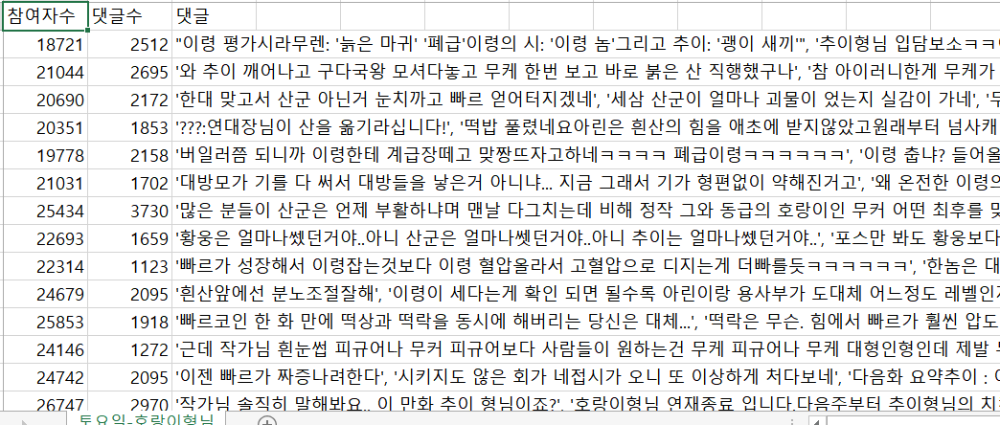 참여자수 댓글수 댓글
18721 2512 "이령 평가시라무렌: '늙은 마귀' '폐급'이령의 시: '이령 놈'그리고 추이: '괭이 새끼'", '추이형님 입담보소ㅋㅋ
21044 2695 '와 추이 깨어나고 구다국왕 모셔다놓고 무케 한번 보고 바로 붉은 산 직행했구나', '참 아이러니한게 무케가
20690 2172 '한대 맞고서 산군 아닌거 눈치까고 빠르 얻어터지겠네', '세삼 산군이 얼마나 괴물이 었는지 실감이 가네',
20351 1853 '???:연대장님이 산을 옮기라십니다!', '떡밥 풀렸네요아린은 흰산의 힘을 애초에 받지않았고원래부터 넘사캐
19778 2158 '버일러쯤 되니까 이령한테 계급장떼고 맞짱뜨자고하네ㅋㅋㅋㅋ 폐급이령ㅋㅋㅋㅋㅋㅋ', '이령 춥냐? 들어올
21031 1702 '대방모가 기를 다 써서 대방들을 낳은거 아니냐... 지금 그래서 기가 형편없이 약해진거고', '왜 온전한 이령의
25434 3730 '많은 분들이 산군은 언제 부활하냐며 맨날 다그치는데 비해 정작 그와 동급의 호랑이인 무커 어떤 최후를 맞
22693 1659 '황웅은 얼마나쎘던거야..아니 산군은 얼마나쎗던거야..아니 추이는 얼마나쎘던거야..', '포스만 봐도 황웅보다
22314 1123 '빠르가 성장해서 이령잡는것보다 이령 혈압올라서 고혈압으로 디지는게 더빠를듯ㅋㅋㅋㅋㅋㅋ', '한놈은 대
24679 2095 '흰산앞에선 분노조절잘해', '이령이 세다는게 확인 되면 될수록 아린이랑 용사부가 도대체 어느정도 레벨인지
25853 1918 '빠르코인 한 화 만에 떡상과 떡락을 동시에 해버리는 당신은 대체...', '떡락은 무슨. 힘에서 빠르가 훨씬 압도
24146 1272 '근데 작가님 흰눈썹 피규어나 무커 피규어보다 사람들이 원하는건 무케 피규어나 무케 대형인형인데 제발
24742 2095 '이젠 빠르가 짜증나려한다', '시키지도 않은 회가 네접시가 오니 또 이상하게 처다보네', '다음화 요약추이 :
26747 2970 '작가님 솔직히 말해봐요.. 이 만화 추이 형님이죠?', '호랑이형님 연재종료 입니다.다음주부터 추이형님의
토요일-호랑이형님